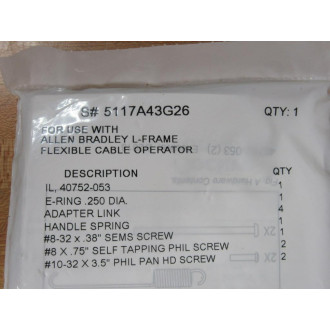 S# 5117A43G26 QTY: 1
FOR USE WITH
ALLEN BRADLEY L-FRAME
FLEXIBLE CABLE OPERATOR
DESCRIPTION QTY
IL, 40752-053 1
E-RING .250 DIA. 1
ADAPTER LINK 4
HANDLE SPRING 1
#8-32 x .38" SEMS SCREW 1
#8 X .75" SELF TAPPING PHIL SCREW 2
#10-32 X 3.5" PHIL PAN HD SCREW 2